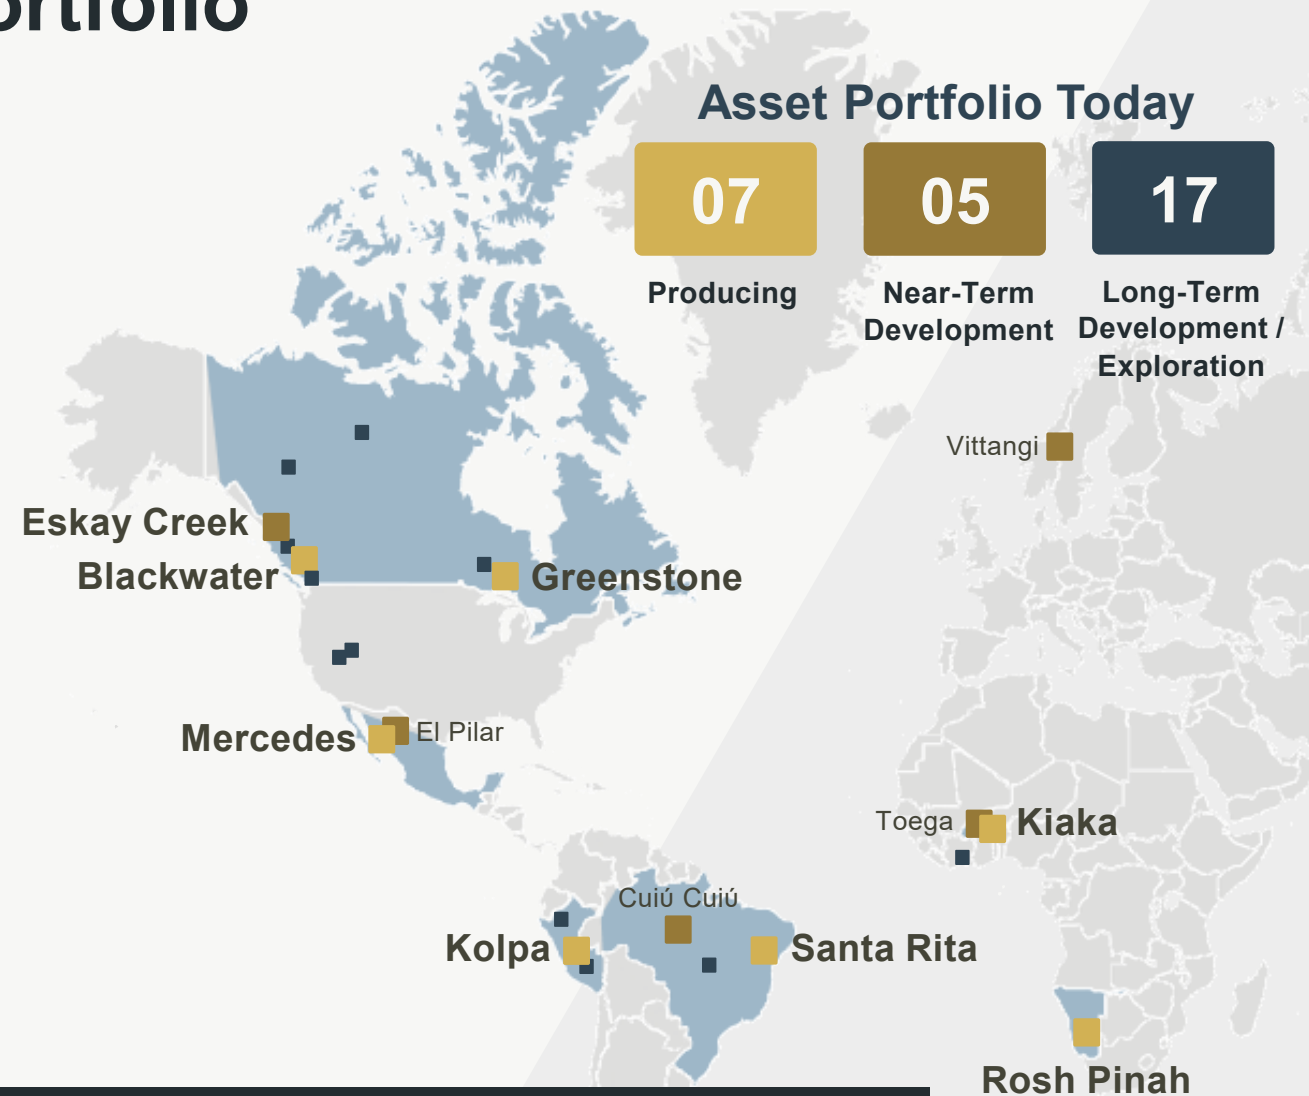 ortfolio
Asset Portfolio Today
07
05
17
Producing
Near-Term
Development
Long-Term
Development /
Exploration
Vittangi
Eskay Creek
Blackwater
Greenstone
Mercedes
El Pilar
Toega
Kiaka
Cuiú Cuiú
Kolpa
Santa Rita
Rosh Pinah